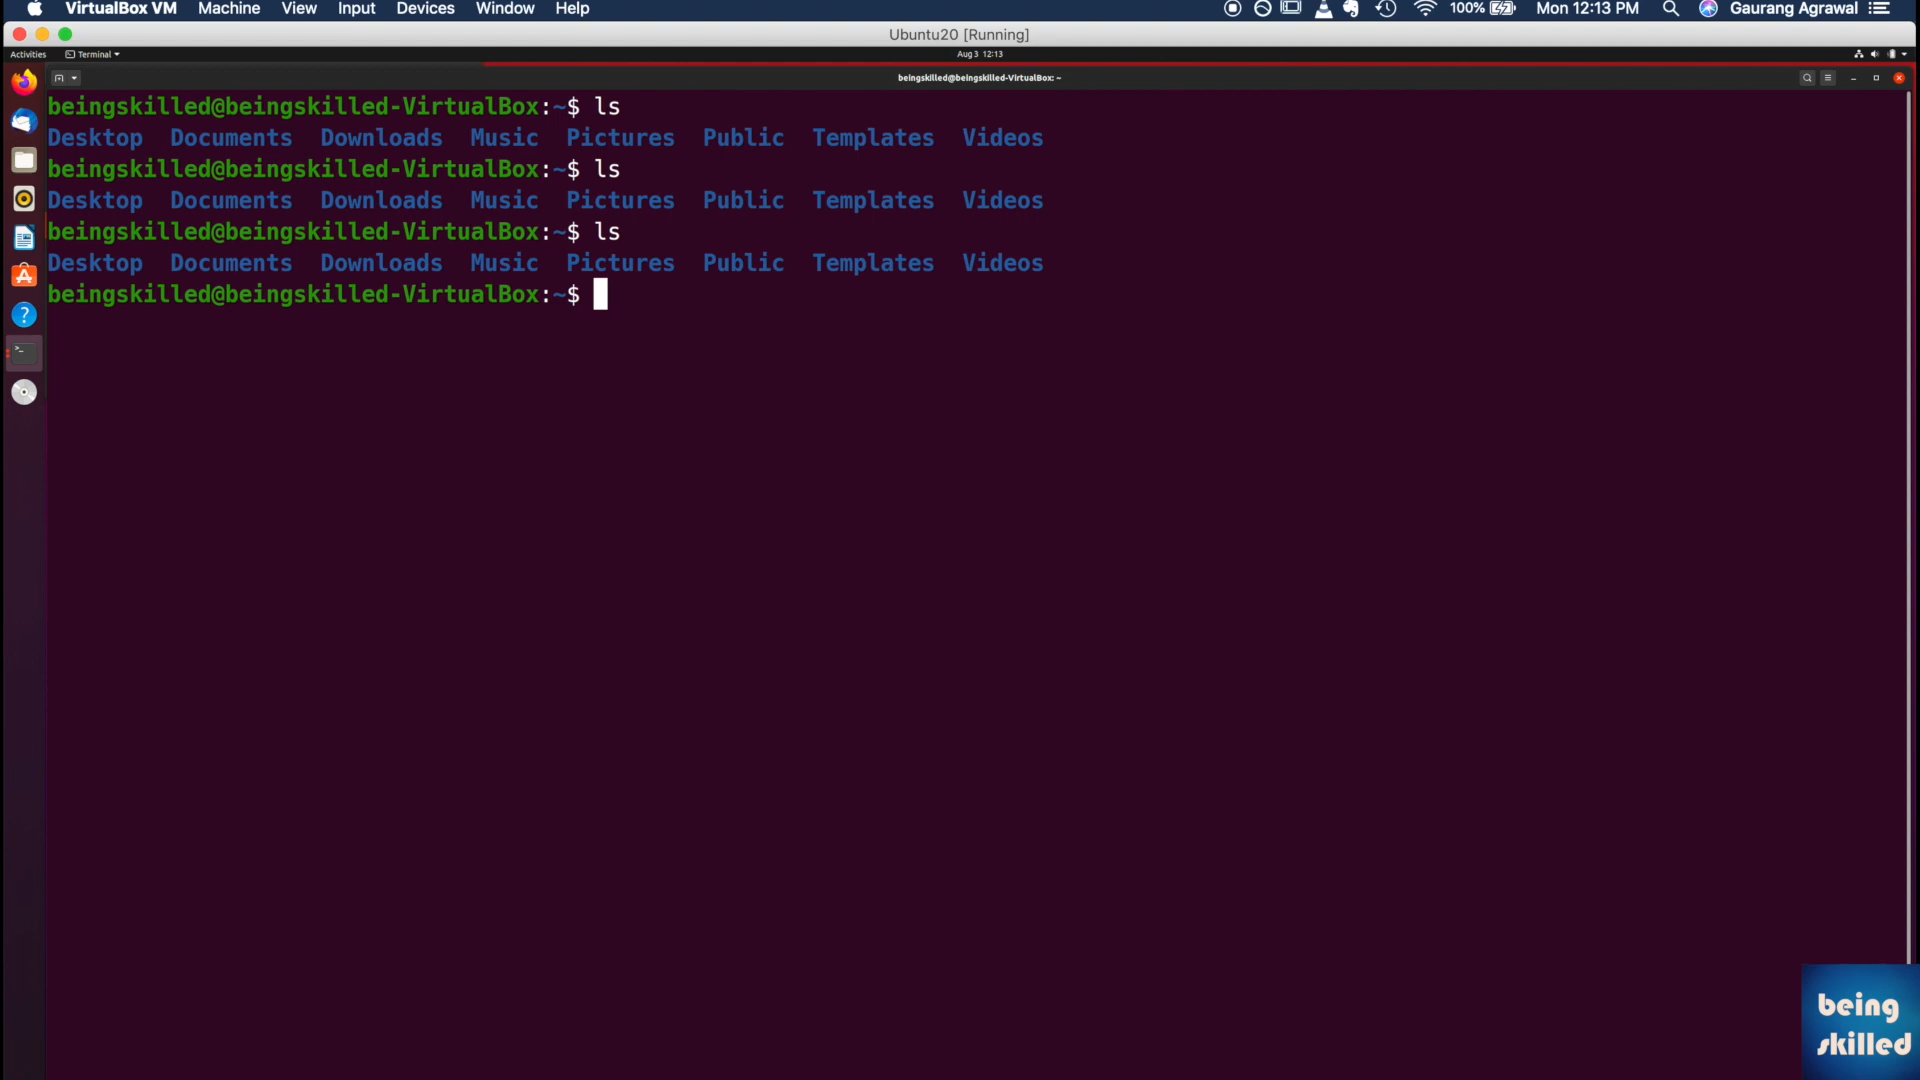 VirtualBox VM Machine View Input Devices Window Help 100% Mon 12:13 PM Gaurang Agrawal
Ubuntu20 [Running]
Activities Terminal Aug 3 12:13
beingskilled@beingskilled-VirtualBox: ~
beingskilled@beingskilled-VirtualBox:~$ ls
Desktop Documents Downloads Music Pictures Public Templates Videos
beingskilled@beingskilled-VirtualBox:~$ ls
Desktop Documents Downloads Music Pictures Public Templates Videos
beingskilled@beingskilled-VirtualBox:~$ ls
Desktop Documents Downloads Music Pictures Public Templates Videos
beingskilled@beingskilled-VirtualBox:~$
being
skilled